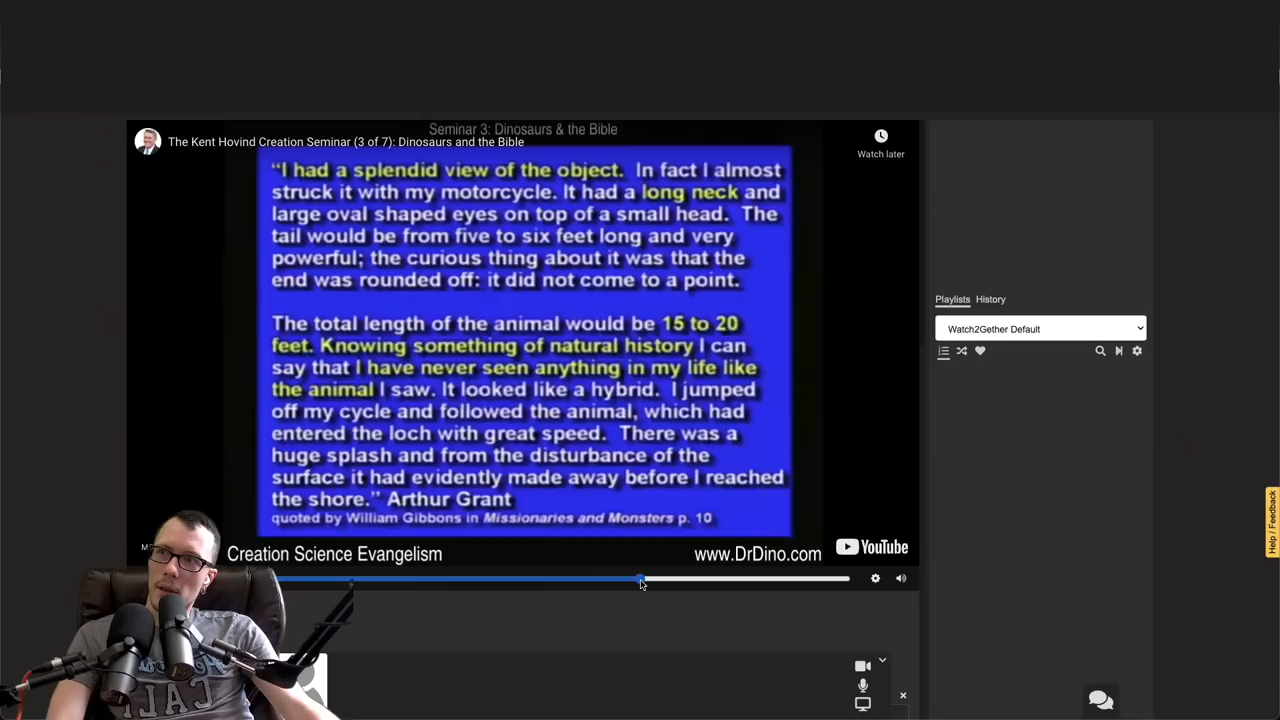 Seminar 3: Dinosaurs & the Bible
The Kent Hovind Creation Seminar (3 of 7): Dinosaurs and the Bible
Watch later
“I had a splendid view of the object. In fact I almost
struck it with my motorcycle. It had a long neck and
large oval shaped eyes on top of a small head. The
tail would be from five to six feet long and very
powerful; the curious thing about it was that the
end was rounded off: it did not come to a point.
The total length of the animal would be 15 to 20
feet. Knowing something of natural history I can
say that I have never seen anything in my life like
the animal I saw. It looked like a hybrid. I jumped
off my cycle and followed the animal, which had
entered the loch with great speed. There was a
huge splash and from the disturbance of the
surface it had evidently made away before I reached
the shore.” Arthur Grant
quoted by William Gibbons in Missionaries and Monsters p. 10
Creation Science Evangelism
www.DrDino.com
YouTube
Playlists History
Watch2Gether Default
Help / Feedback
CAL